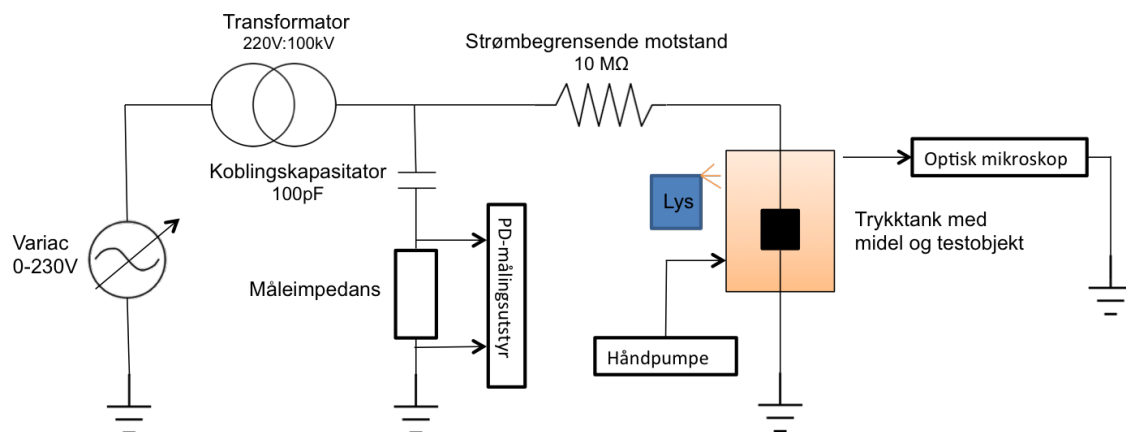 Transformator
220V:100kV
Strømbegrensende motstand
10 MΩ
Koblingskapasitator
100pF
Optisk mikroskop
Lys
PD-målingsutstyr
Trykktank med
midel og testobjekt
Variac
0-230V
Måleimpedans
Håndpumpe